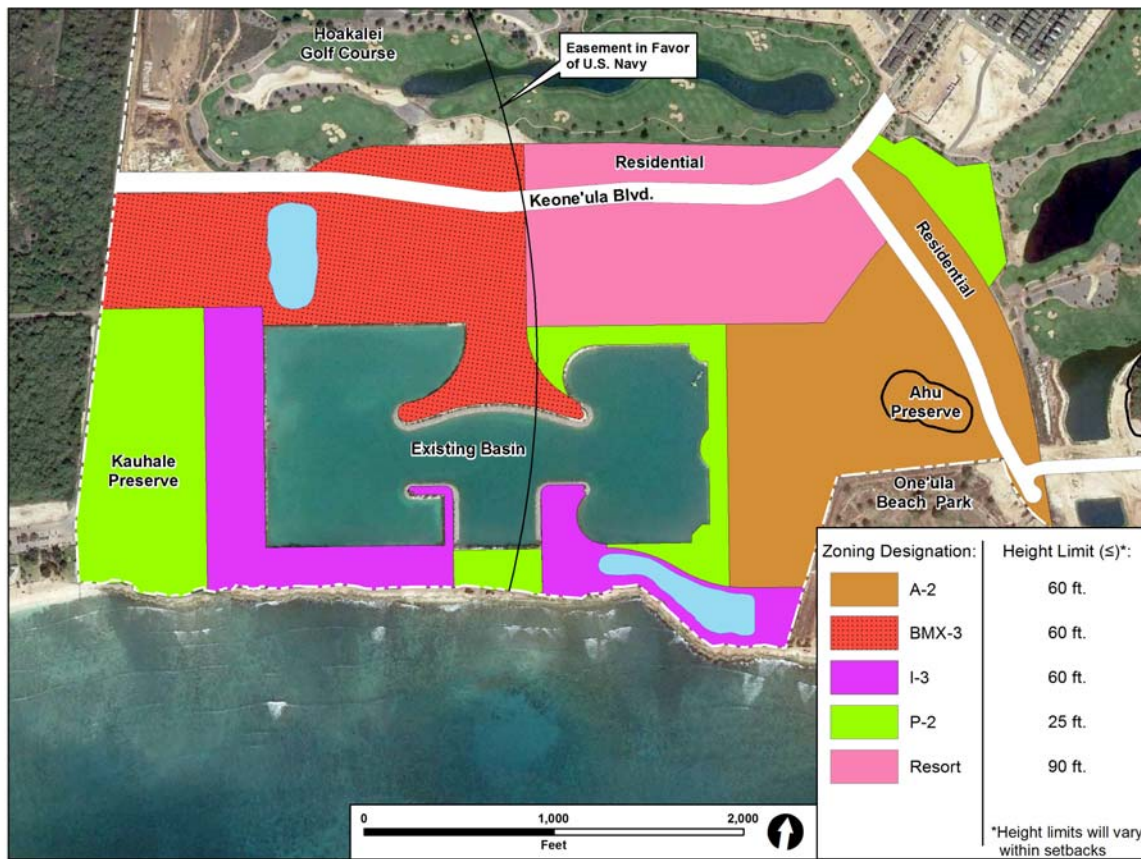 Hoakalei
Golf Course
Easement in Favor
of U.S. Navy
Residential
Keone'ula Blvd.
Residential
Ahu
Preserve
Existing Basin
Kauhale
Preserve
One'ula
Beach Park
Zoning Designation: Height Limit (≤)*:
A-2 60 ft.
BMX-3 60 ft.
I-3 60 ft.
P-2 25 ft.
Resort 90 ft.
*Height limits will vary
within setbacks
0 1,000 2,000
Feet